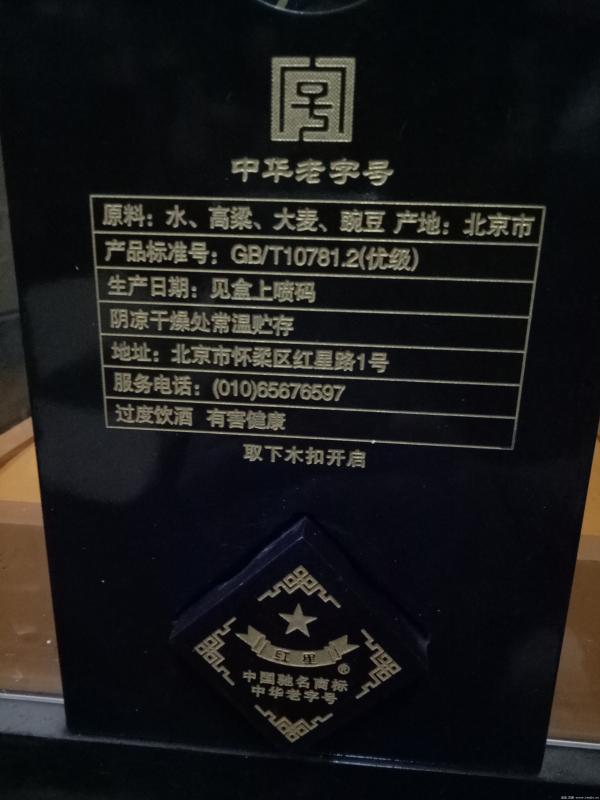 中华老字号
原料：水、高粱、大麦、豌豆 产地：北京市
产品标准号：GB/T10781.2(优级)
生产日期：见盒上喷码
阴凉干燥处常温贮存
地址：北京市怀柔区红星路1号
服务电话：(010)65676597
过度饮酒 有害健康
取下木扣开启
红星
®
中国驰名商标
中华老字号